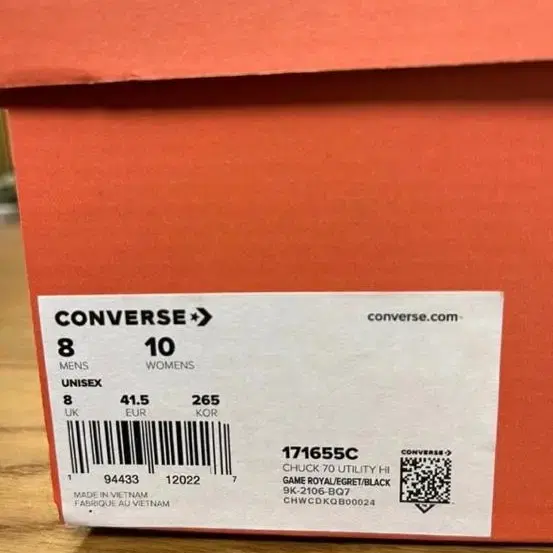 CONVERSE
converse.com
8 10
MENS WOMENS
UNISEX
8 41.5 265
UK EUR KOR
1 94433 12022 7
MADE IN VIETNAM
FABRIQUE AU VIETNAM
171655C
CHUCK 70 UTILITY HI
GAME ROYAL/EGRET/BLACK
9K-2106-BQ7
CHWCDKQB00024
CONVERSE